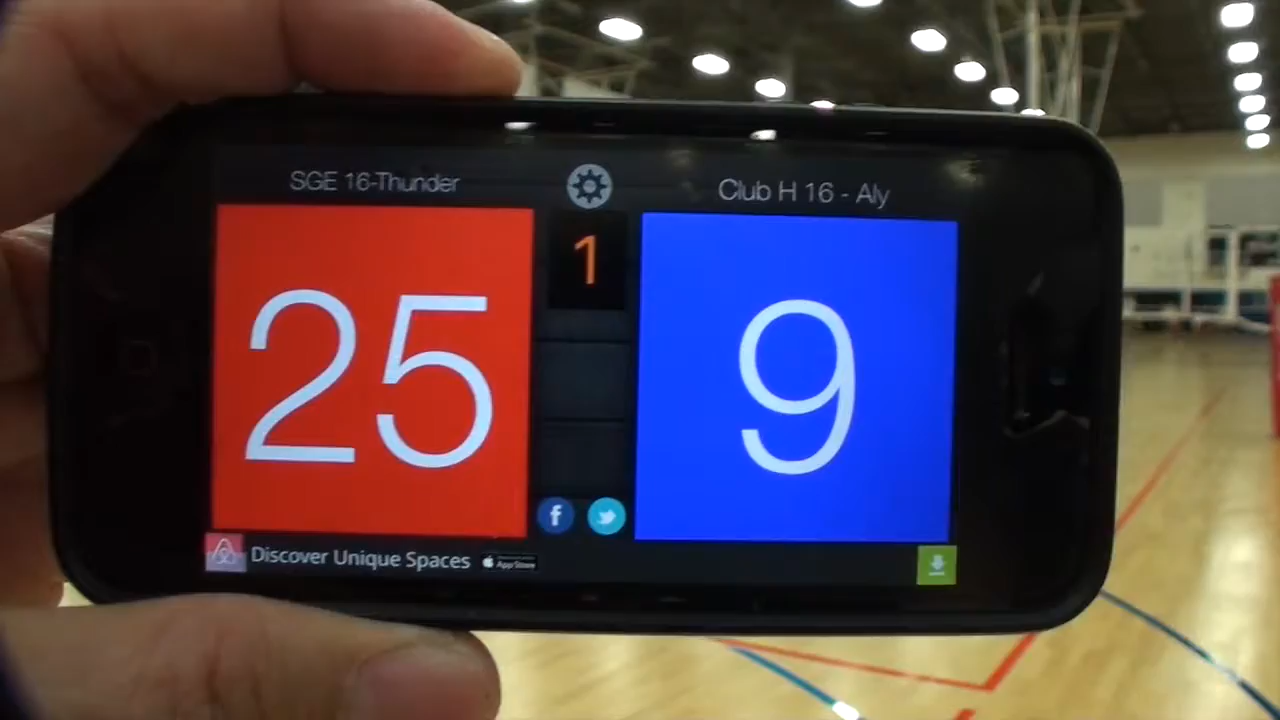 SGE 16-Thunder
Club H 16 - Aly
25
1
9
f
Discover Unique Spaces
App Store